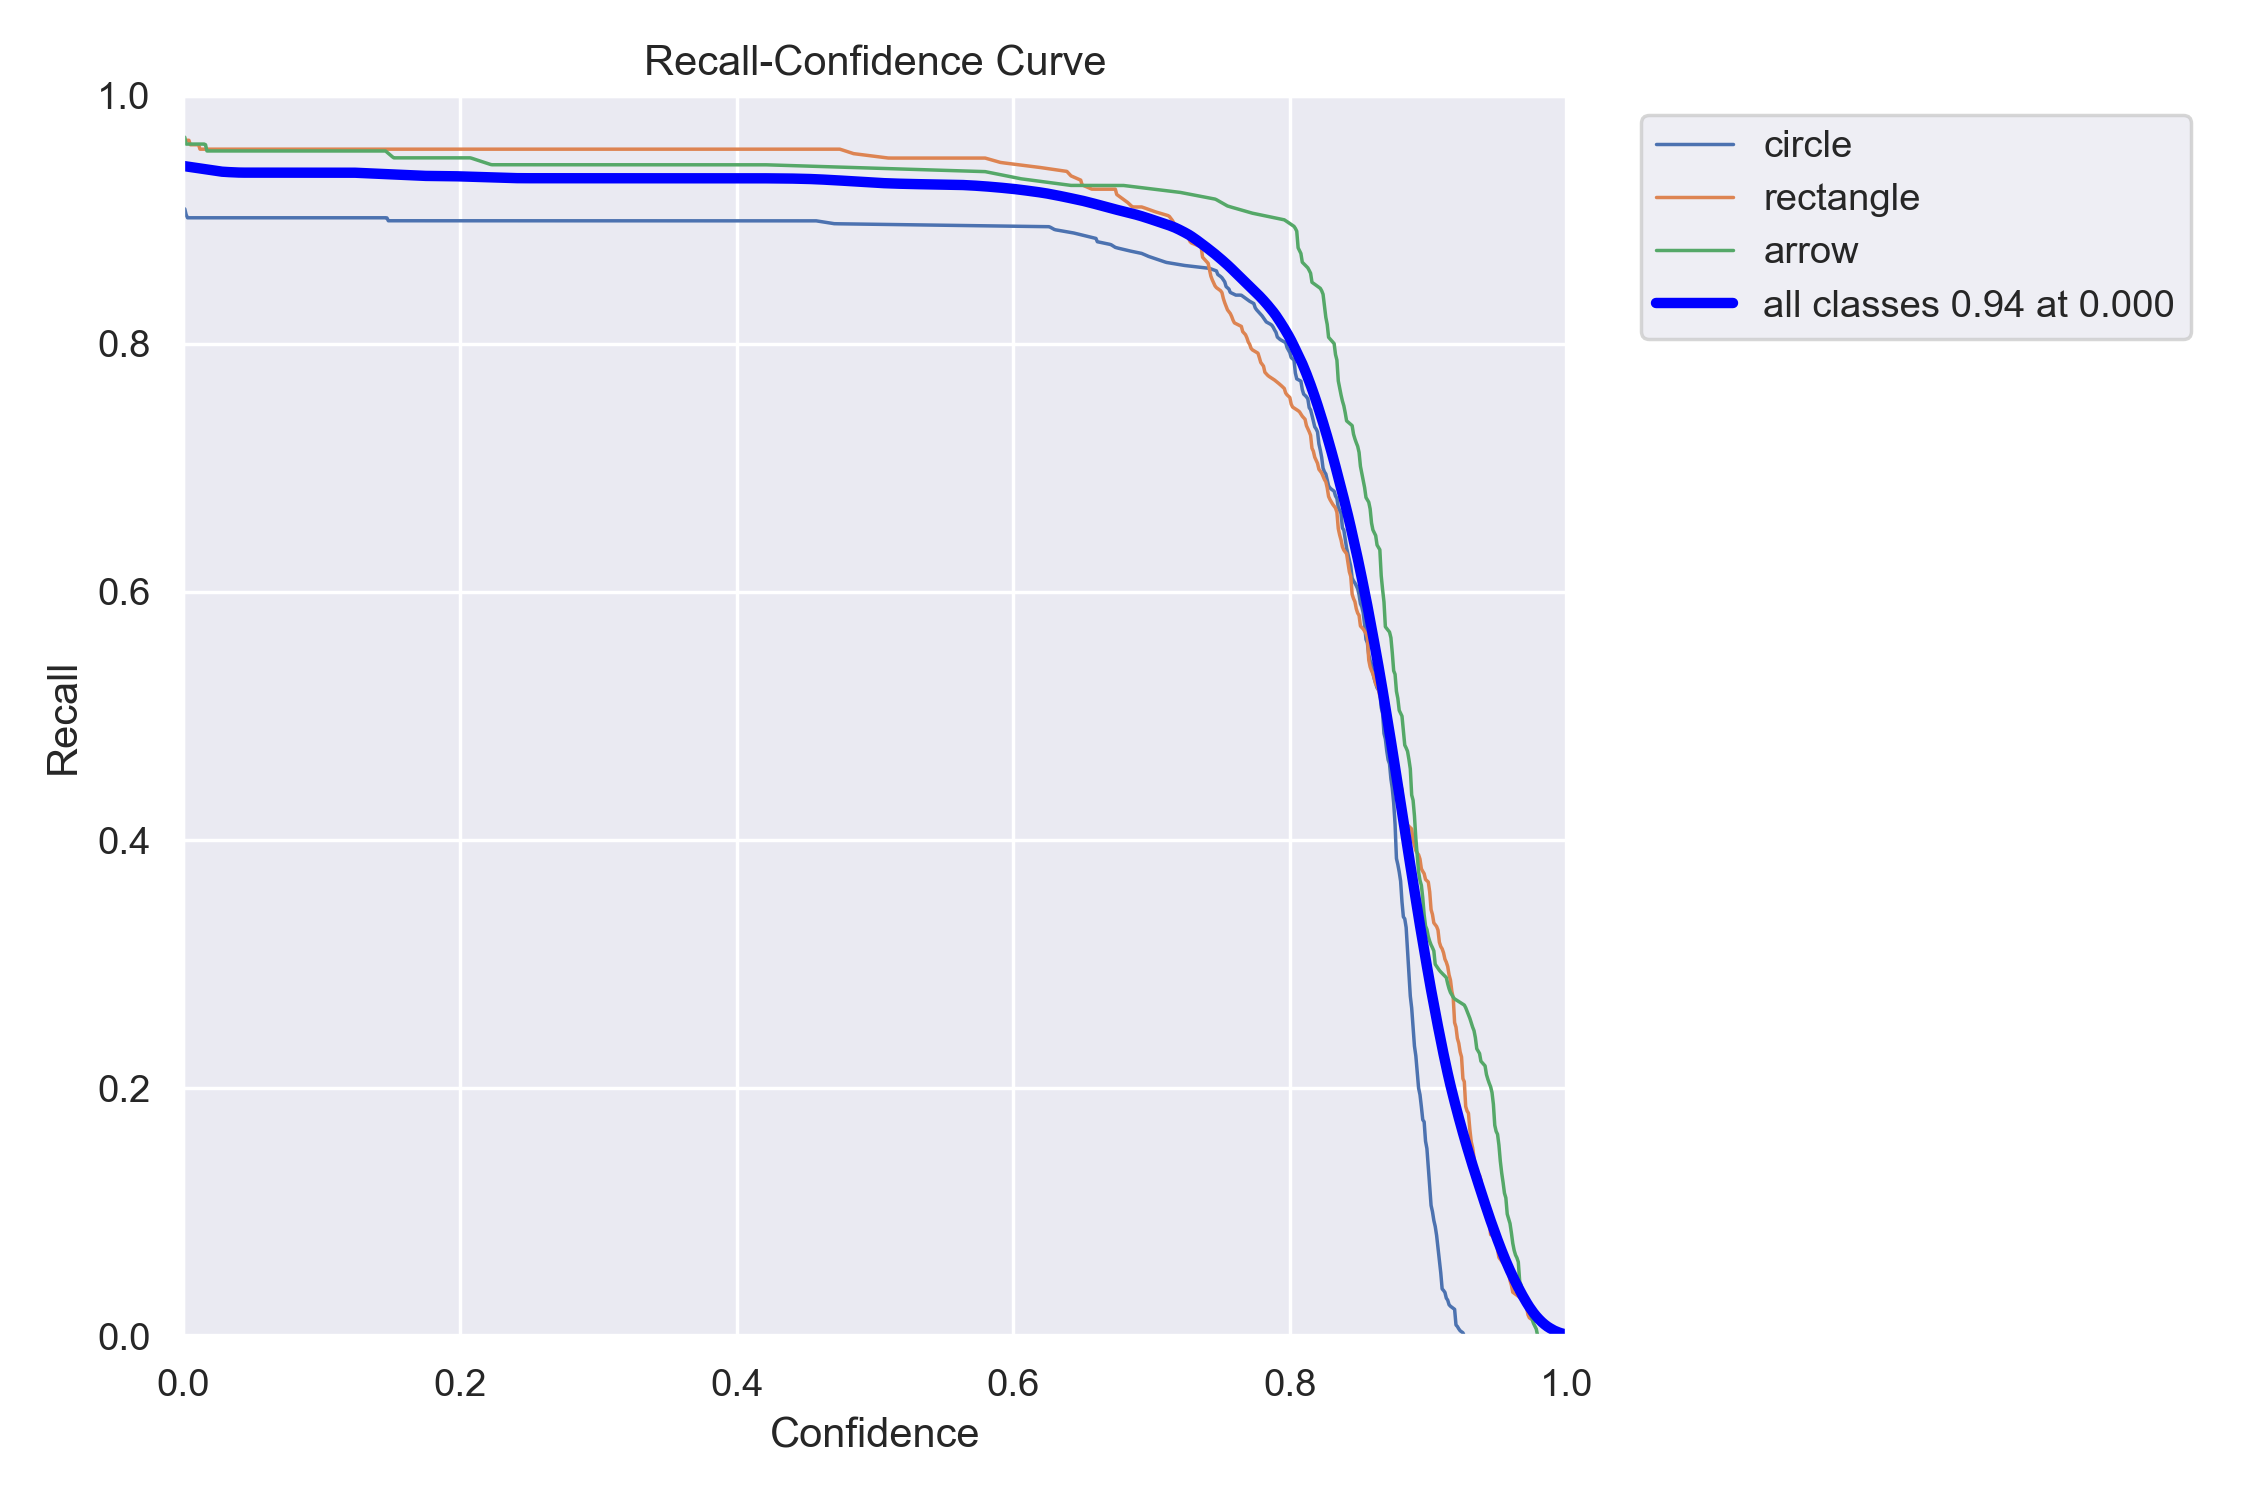 Recall-Confidence Curve
1.0
0.8
0.6
0.4
0.2
0.0
Recall
0.0 0.2 0.4 0.6 0.8 1.0
Confidence
circle
rectangle
arrow
all classes 0.94 at 0.000